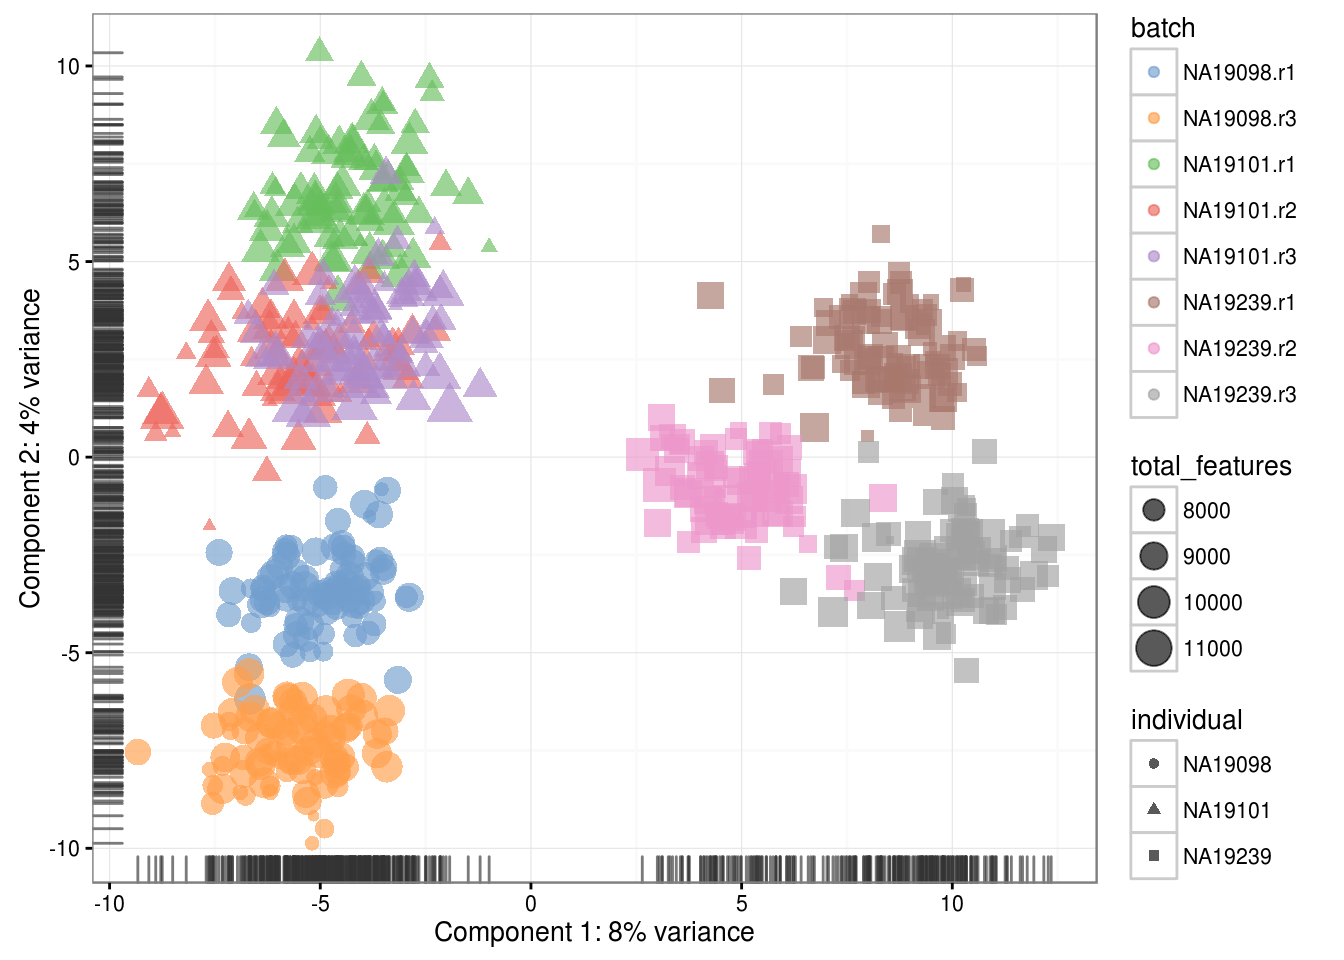 batch
NA19098.r1
NA19098.r3
NA19101.r1
NA19101.r2
NA19101.r3
NA19239.r1
NA19239.r2
NA19239.r3
total_features
8000
9000
10000
11000
individual
NA19098
NA19101
NA19239
Component 2: 4% variance
10
5
0
-5
-10
-10
-5
0
5
10
Component 1: 8% variance